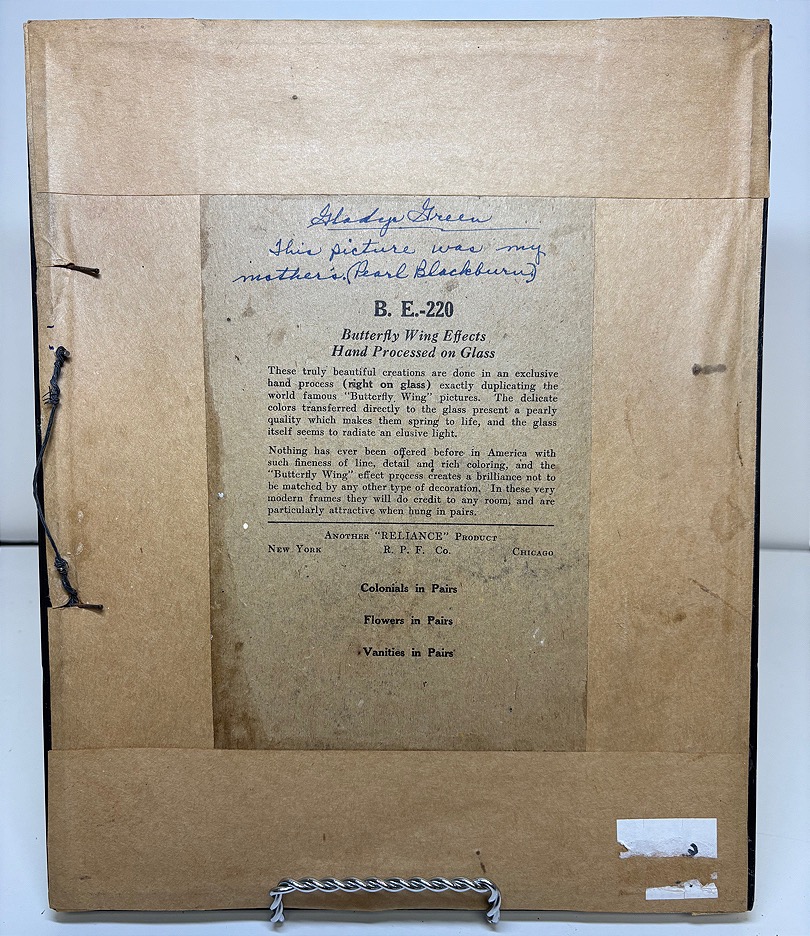 Gladys Green
This picture was my
mother's. (Pearl Blackburn)
B. E.-220
Butterfly Wing Effects
Hand Processed on Glass
These truly beautiful creations are done in an exclusive
hand process (right on glass) exactly duplicating the
world famous "Butterfly Wing" pictures. The delicate
colors transferred directly to the glass present a pearly
quality which makes them spring to life, and the glass
itself seems to radiate an elusive light.
Nothing has ever been offered before in America with
such fineness of line, detail and rich coloring, and the
"Butterfly Wing" effect process creates a brilliance not to
be matched by any other type of decoration. In these very
modern frames they will do credit to any room, and are
particularly attractive when hung in pairs.
Another "RELIANCE" Product
New York R. P. F. Co. Chicago
Colonials in Pairs
Flowers in Pairs
Vanities in Pairs